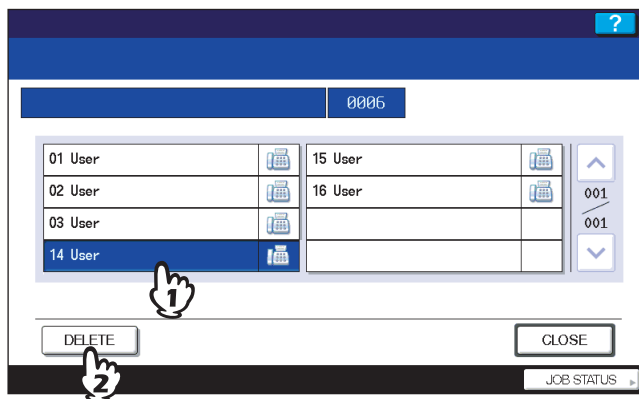 ?
0006
01 User
02 User
03 User
14 User
15 User
16 User
001
001
1
DELETE
CLOSE
2
JOB STATUS